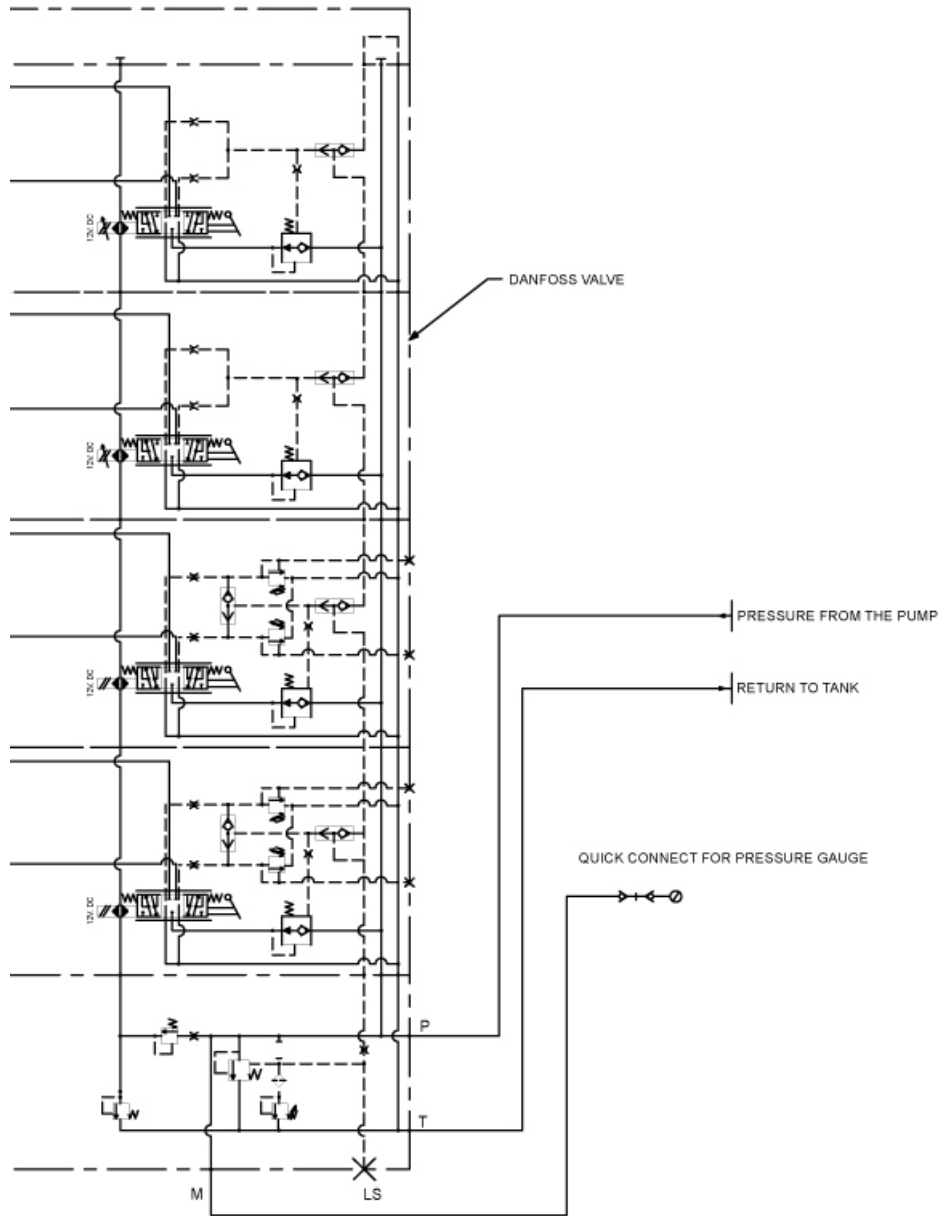 12V. DC
DANFOSS VALVE
12V. DC
12V. DC
PRESSURE FROM THE PUMP
RETURN TO TANK
12V. DC
QUICK CONNECT FOR PRESSURE GAUGE
P
T
M
LS